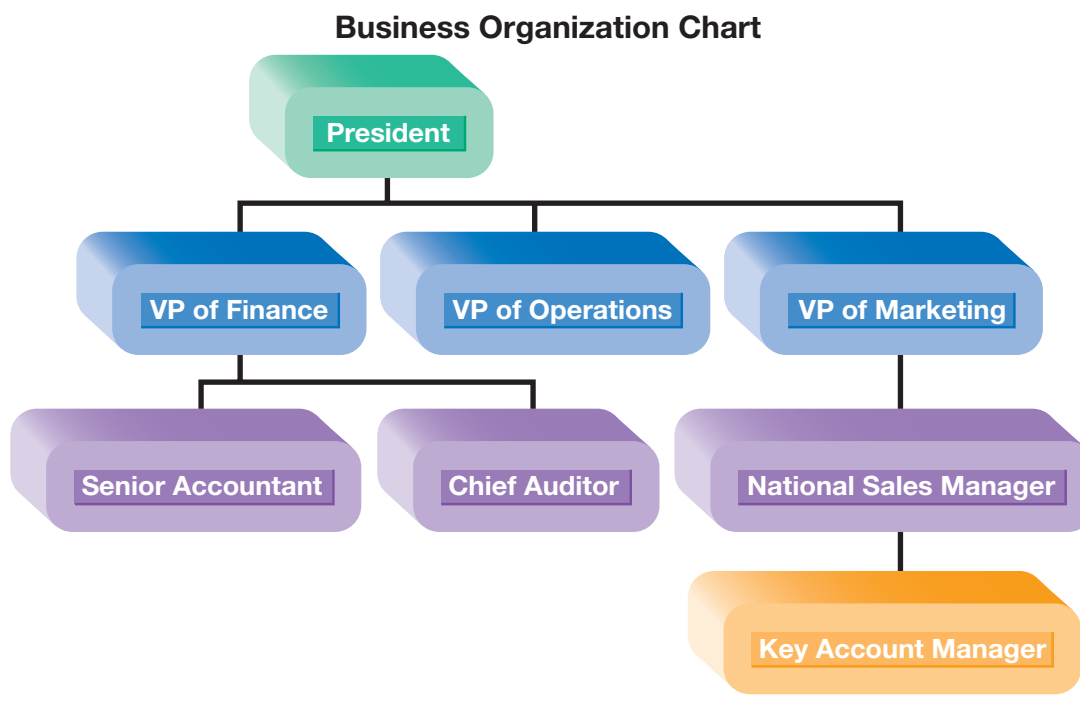 Business Organization Chart
President
VP of Finance
VP of Operations
VP of Marketing
Senior Accountant
Chief Auditor
National Sales Manager
Key Account Manager